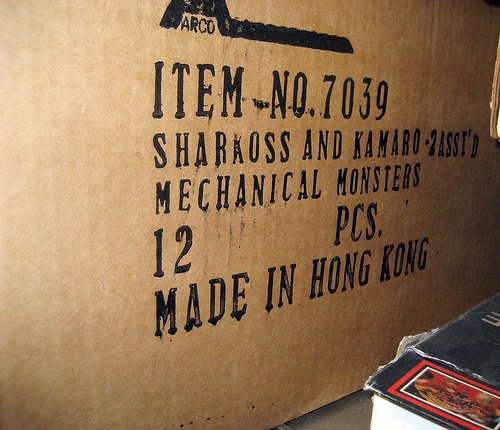 ARCO
ITEM NO. 7039
SHARKOSS AND KAMARO-2ASST'D
MECHANICAL MONSTERS
12 PCS.
MADE IN HONG KONG